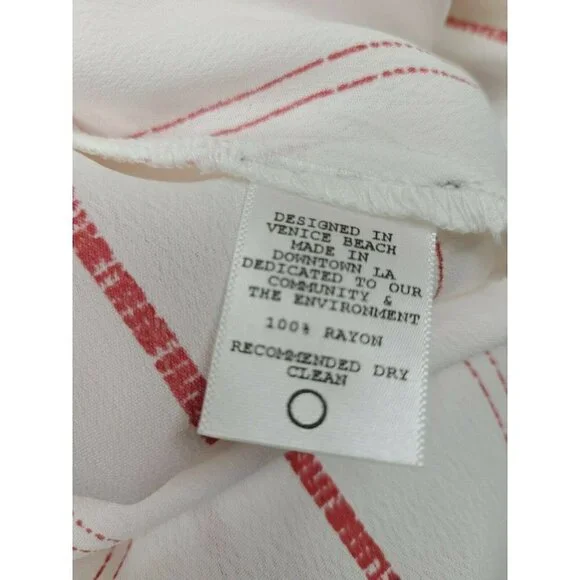 DESIGNED IN
VENICE BEACH
MADE IN
DOWNTOWN LA
DEDICATED TO OUR
COMMUNITY &
THE ENVIRONMENT
100% RAYON
RECOMMENDED DRY
CLEAN